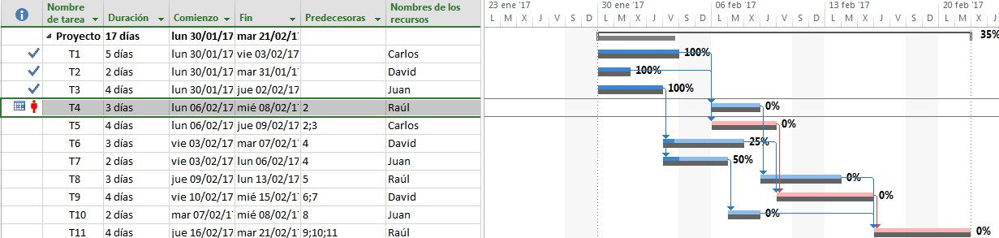 Nombre de tarea Duración Comienzo Fin Predecesoras Nombres de los recursos
23 ene '17 30 ene '17 06 feb '17 13 feb '17 20 feb '17
L M X J V S D L M X J V S D L M X J V S D L M X J V S D L M X J
Proyecto 17 días lun 30/01/17 mar 21/02/17 35%
T1 5 días lun 30/01/17 vie 03/02/17 Carlos 100%
T2 2 días lun 30/01/17 mar 31/01/17 David 100%
T3 4 días lun 30/01/17 jue 02/02/17 Juan 100%
T4 3 días lun 06/02/17 mié 08/02/17 2 Raúl 0%
T5 4 días lun 06/02/17 jue 09/02/17 2;3 Carlos 0%
T6 3 días vie 03/02/17 mar 07/02/17 4 David 25%
T7 2 días vie 03/02/17 lun 06/02/17 4 Juan 50%
T8 3 días jue 09/02/17 lun 13/02/17 5 Raúl 0%
T9 4 días vie 10/02/17 mié 15/02/17 6;7 David 0%
T10 2 días mar 07/02/17 mié 08/02/17 8 Juan 0%
T11 4 días jue 16/02/17 mar 21/02/17 9;10;11 Raúl 0%